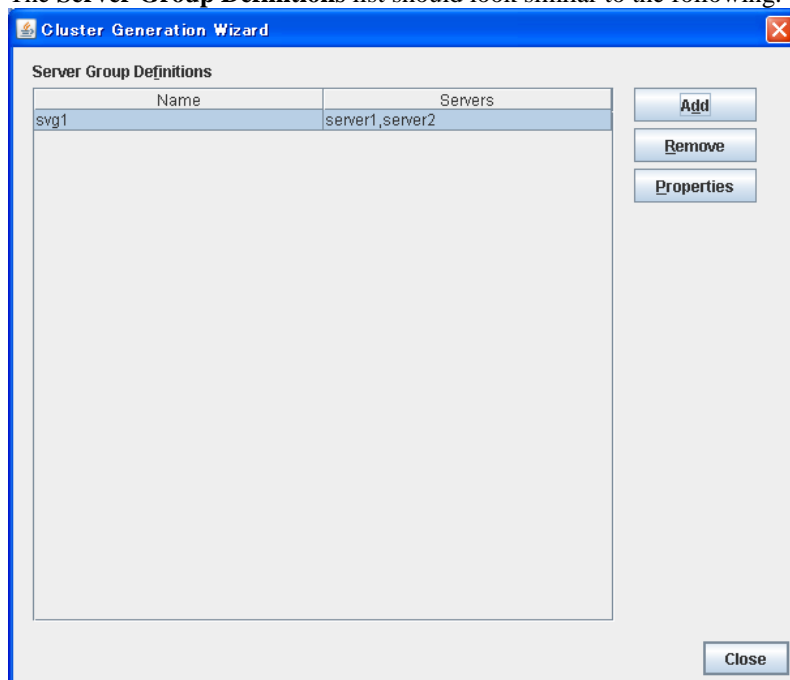 The Server Group Definitions list should look similar to the following:
Cluster Generation Wizard
Server Group Definitions
Name Servers
svg1 server1,server2
Add
Remove
Properties
Close